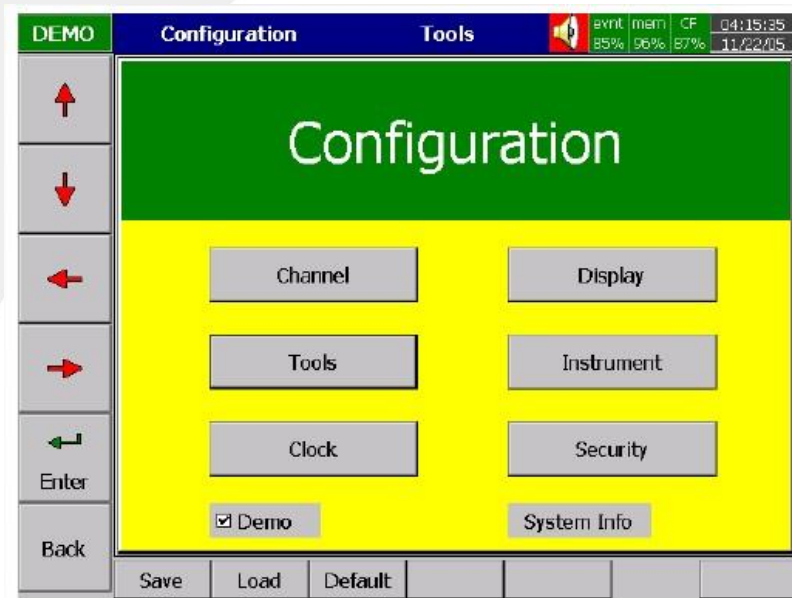 DEMO Configuration Tools evnt mem CF 04:15:35
85% 96% 87% 11/22/05
Configuration
Channel Display
Tools Instrument
Clock Security
Enter
Demo System Info
Back
Save Load Default